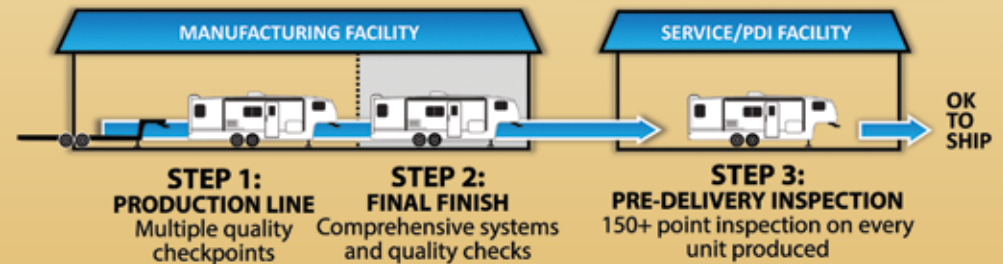 MANUFACTURING FACILITY
SERVICE/PDI FACILITY
OK
TO
SHIP
STEP 1:
PRODUCTION LINE
Multiple quality
checkpoints
STEP 2:
FINAL FINISH
Comprehensive systems
and quality checks
STEP 3:
PRE-DELIVERY INSPECTION
150+ point inspection on every
unit produced